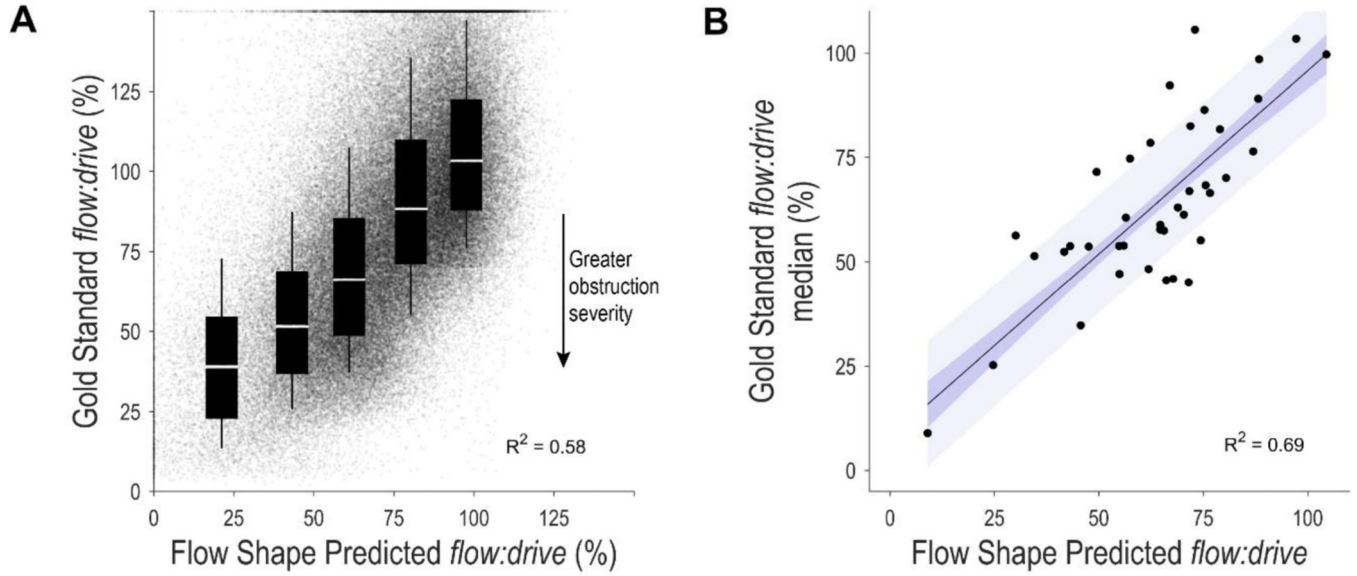 A
Gold Standard flow:drive (%)
125
100
75
50
25
0
0 25 50 75 100 125
Flow Shape Predicted flow:drive (%)
Greater
obstruction
severity
R² = 0.58
B
Gold Standard flow:drive
median (%)
100
75
50
25
0
0 25 50 75 100
Flow Shape Predicted flow:drive
R² = 0.69